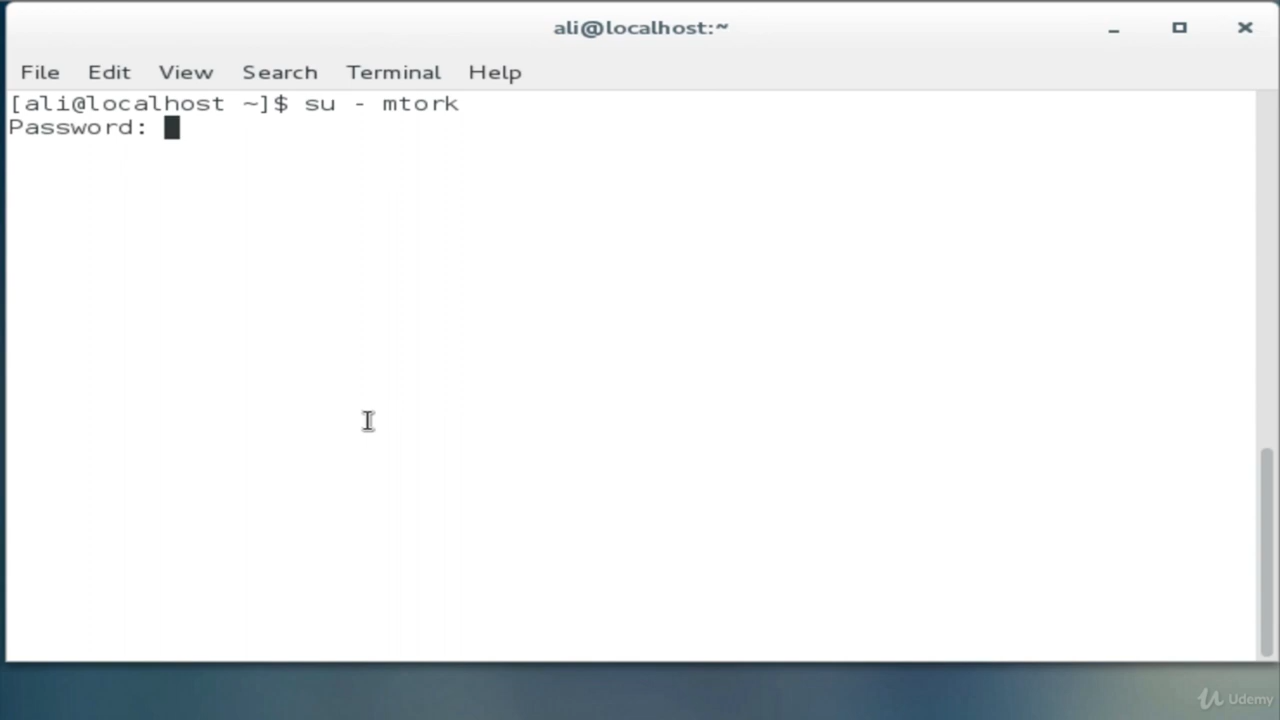 ali@localhost:~
File Edit View Search Terminal Help
[ali@localhost ~]$ su - mtork
Password:
Udemy